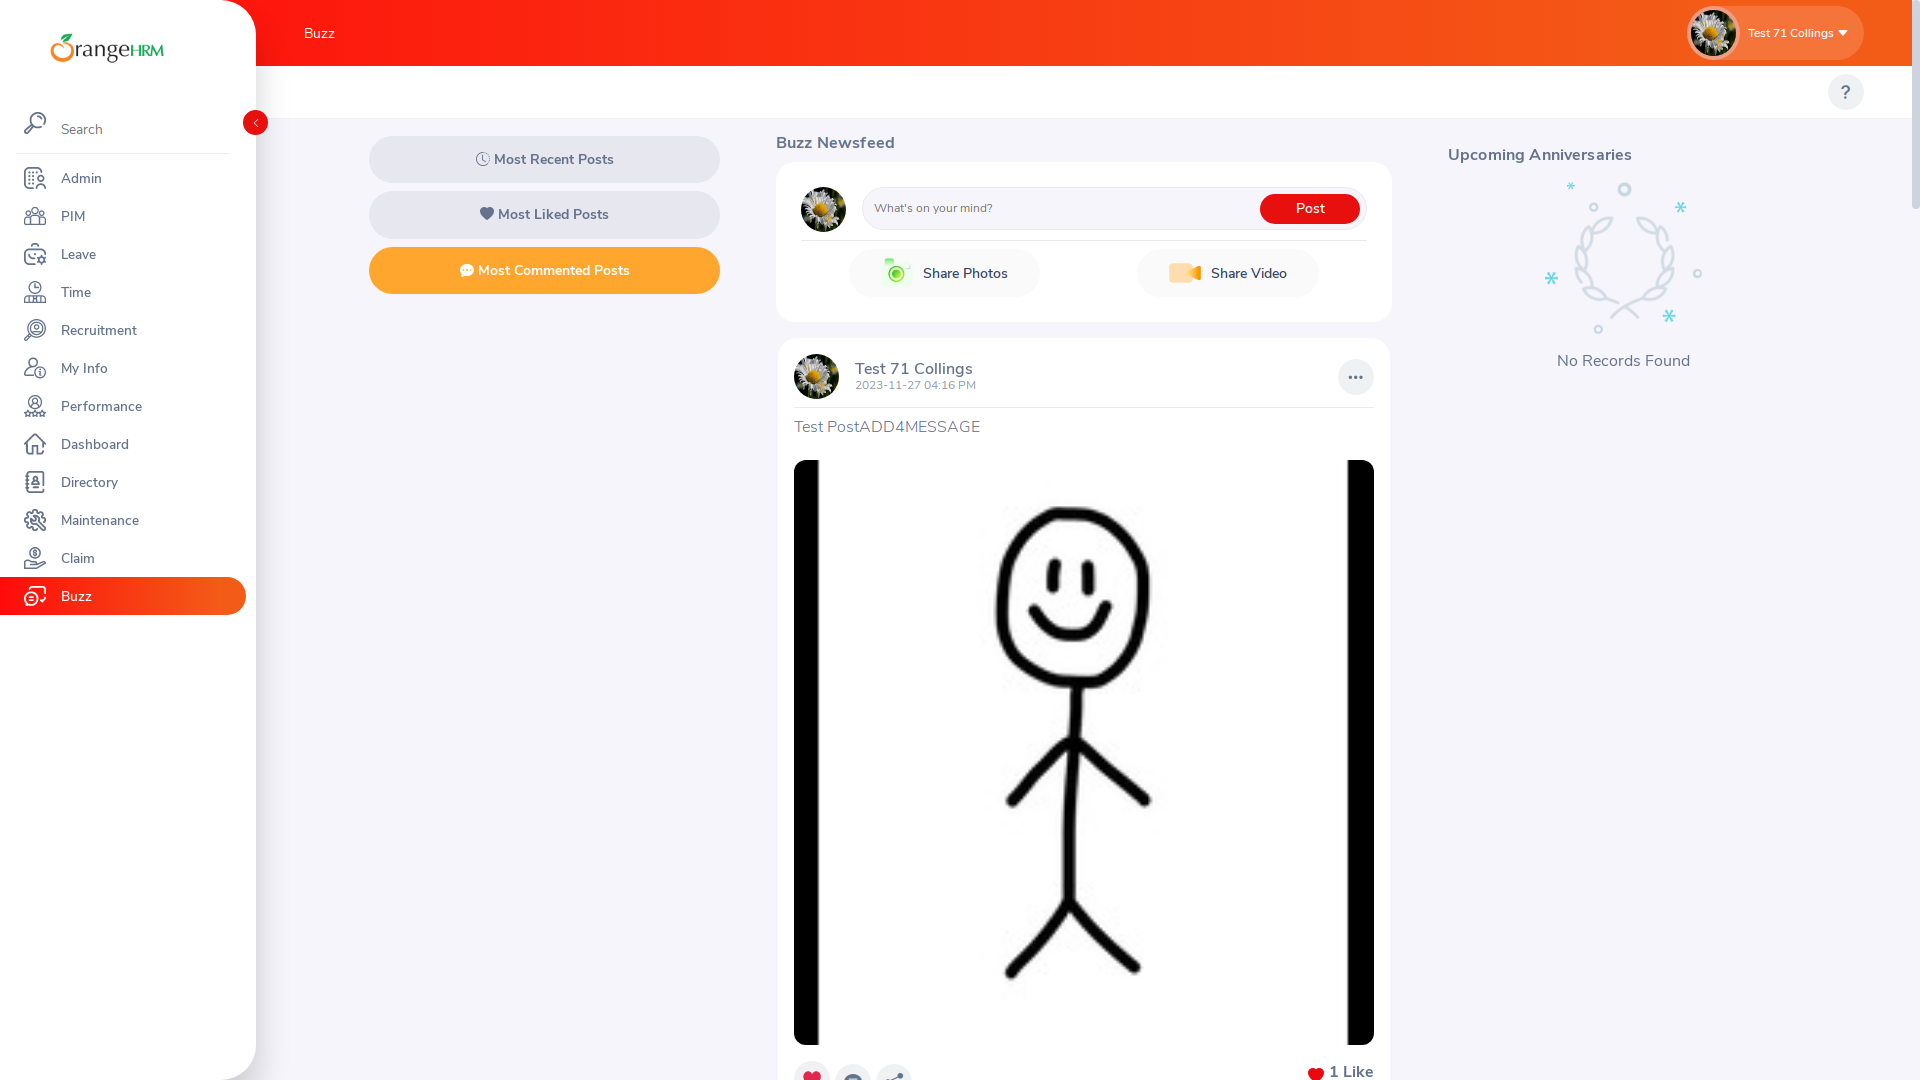 OrangeHRM
Search
Admin
PIM
Leave
Time
Recruitment
My Info
Performance
Dashboard
Directory
Maintenance
Claim
Buzz
Buzz
Test 71 Collings
?
Most Recent Posts
Most Liked Posts
Most Commented Posts
Buzz Newsfeed
What's on your mind?
Post
Share Photos
Share Video
Test 71 Collings
2023-11-27 04:16 PM
Test PostADD4MESSAGE
1 Like
Upcoming Anniversaries
No Records Found